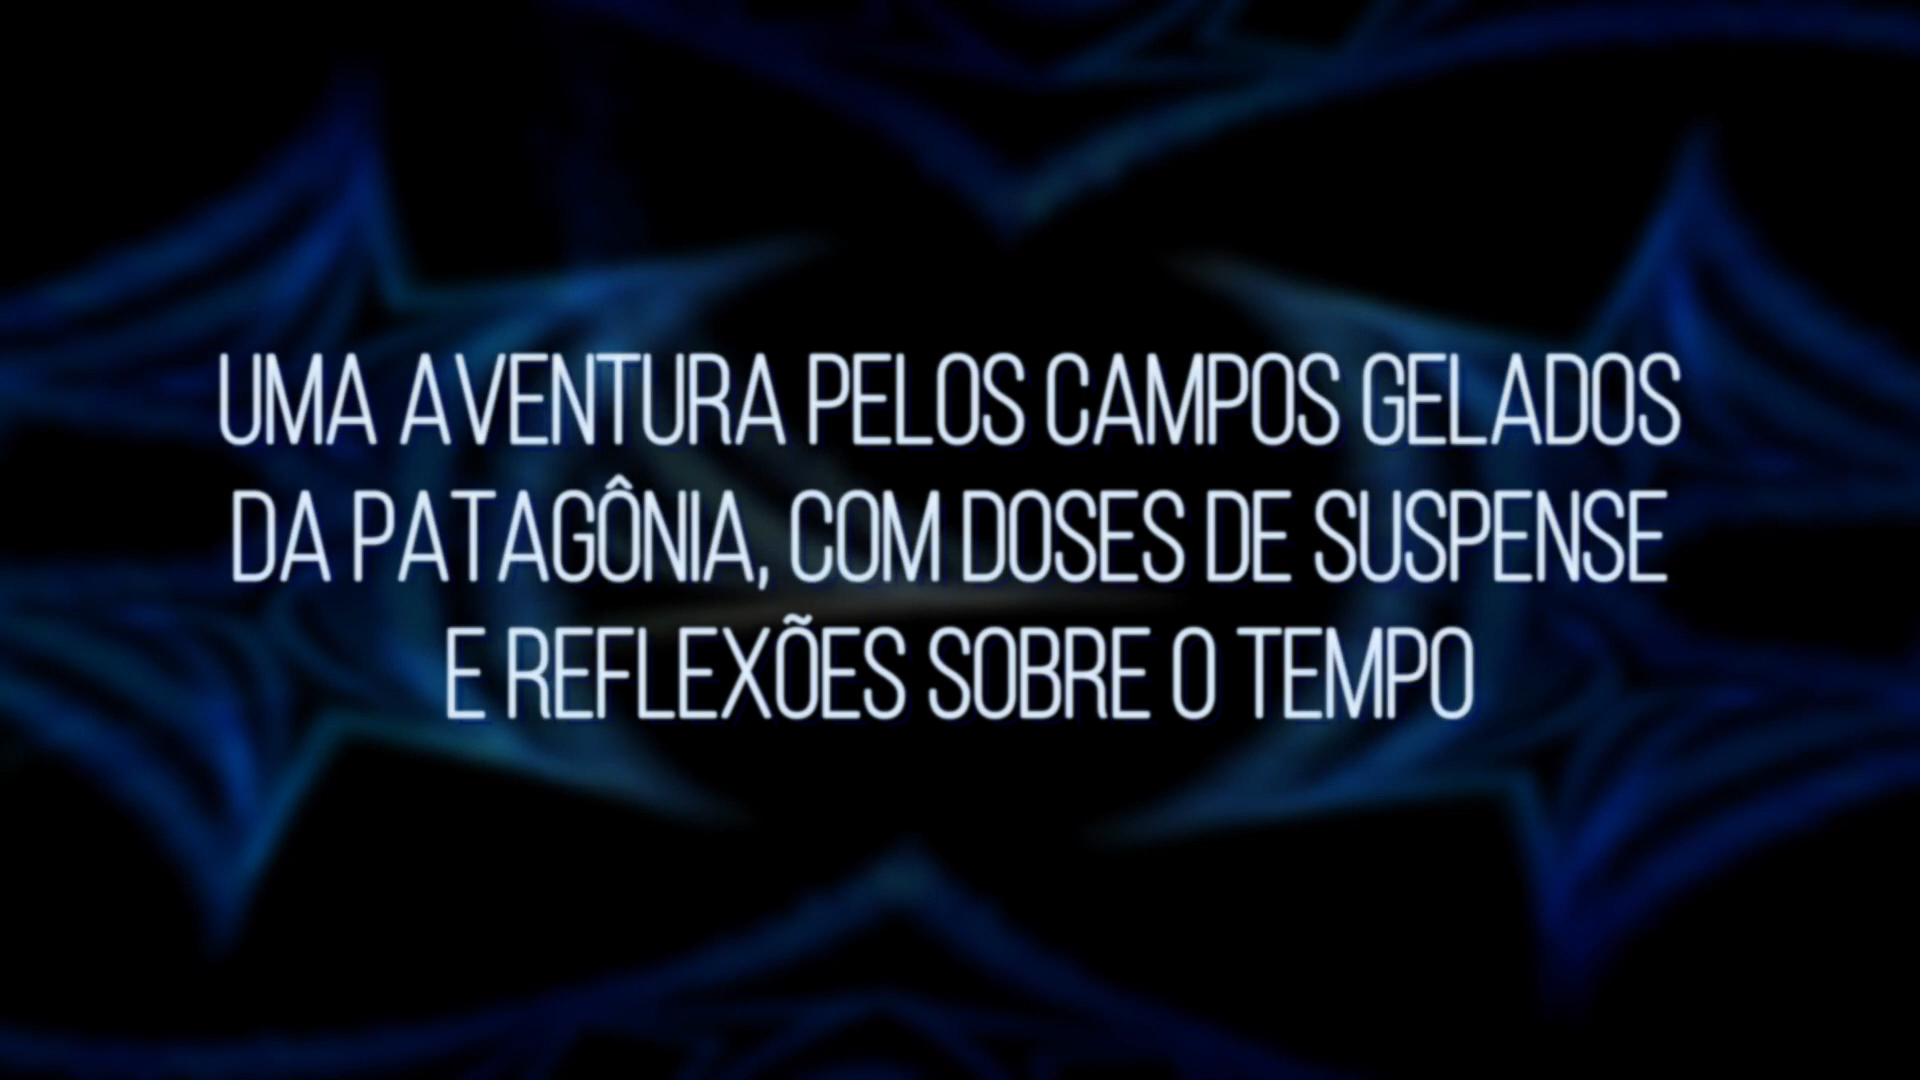 UMA AVENTURA PELOS CAMPOS GELADOS
DA PATAGÔNIA, COM DOSES DE SUSPENSE
E REFLEXÕES SOBRE O TEMPO